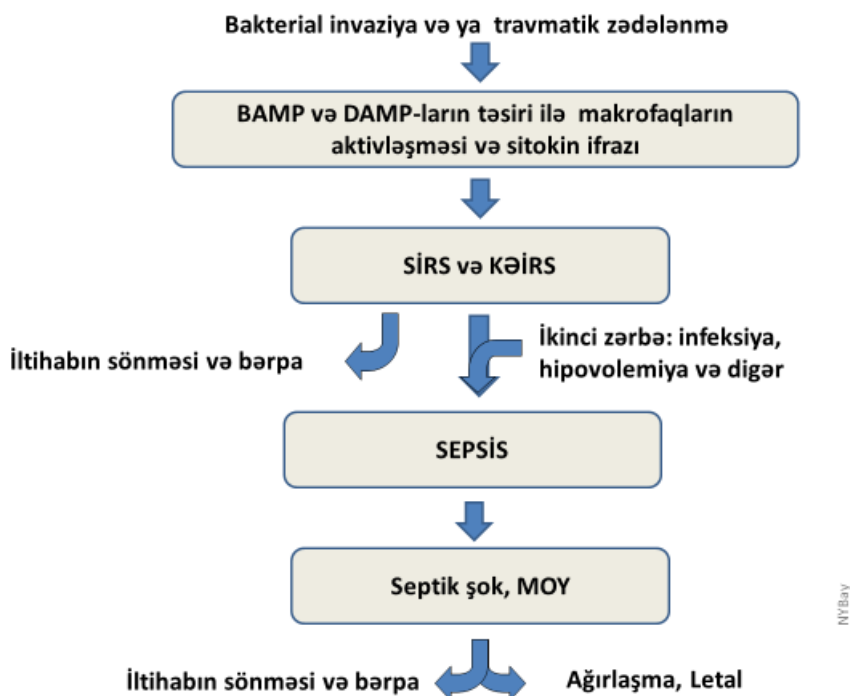 Bakterial invaziya və ya travmatik zədələnmə
BAMP və DAMP-ların təsiri ilə makrofaqların
aktivləşməsi və sitokin ifrazı
SİRS və KƏİRS
İltihabın sönməsi və bərpa
İkinci zərbə: infeksiya,
hipovolemiya və digər
SEPSİS
Septik şok, MOY
İltihabın sönməsi və bərpa
Ağırlaşma, Letal
NYBay